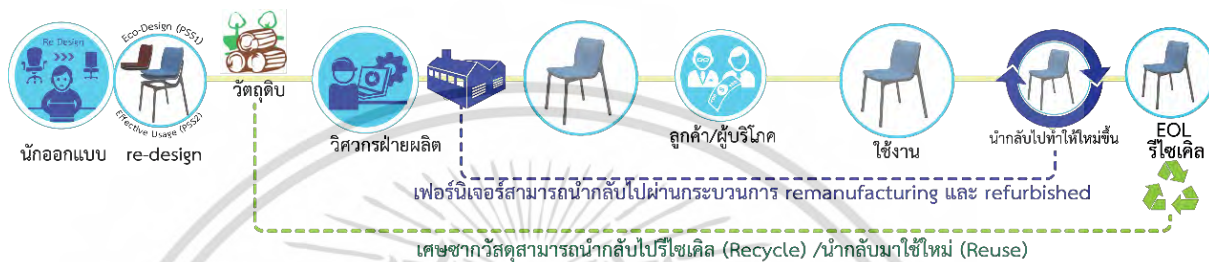 Eco-Design (PSS1)
Re Design
Effective Usage (PSS2)
นักออกแบบ
re-design
วัตถุดิบ
วิศวกรฝ่ายผลิต
ลูกค้า/ผู้บริโภค
ใช้งาน
นำกลับไปทำให้ใหม่ขึ้น
EOL
รีไซเคิล
เฟอร์นิเจอร์สามารถนำกลับไปผ่านกระบวนการ remanufacturing และ refurbished
เศษซากวัสดุสามารถนำกลับไปรีไซเคิล (Recycle) /นำกลับมาใช้ใหม่ (Reuse)